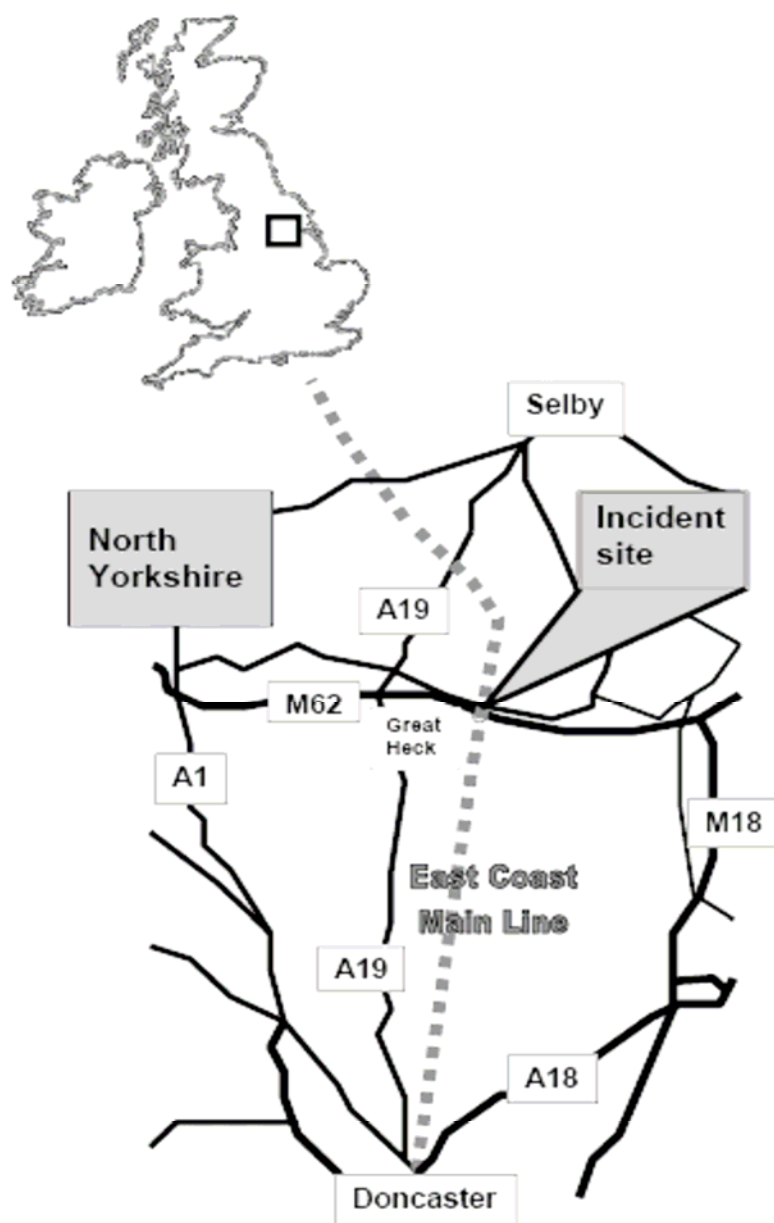 Selby
North
Yorkshire
Incident
site
A19
M62
Great
Heck
A1
M18
East Coast
Main Line
A19
A18
Doncaster